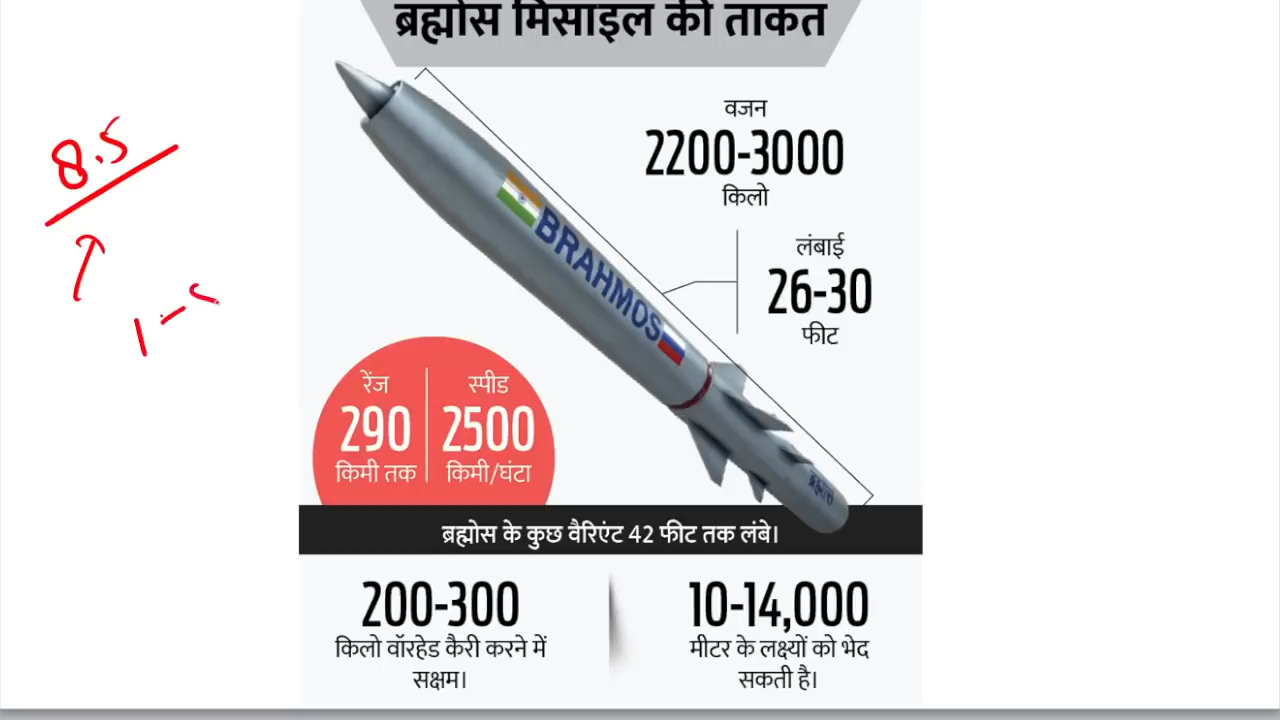 ब्रह्मोस मिसाइल की ताकत
8.5
वजन
2200-3000
किलो
BRAHMOS
लंबाई
26-30
फीट
रेंज
290
किमी तक
स्पीड
2500
किमी/घंटा
ब्रह्मोस
ब्रह्मोस के कुछ वैरिएंट 42 फीट तक लंबे।
200-300
किलो वॉरहेड कैरी करने में
सक्षम।
10-14,000
मीटर के लक्ष्यों को भेद
सकती है।